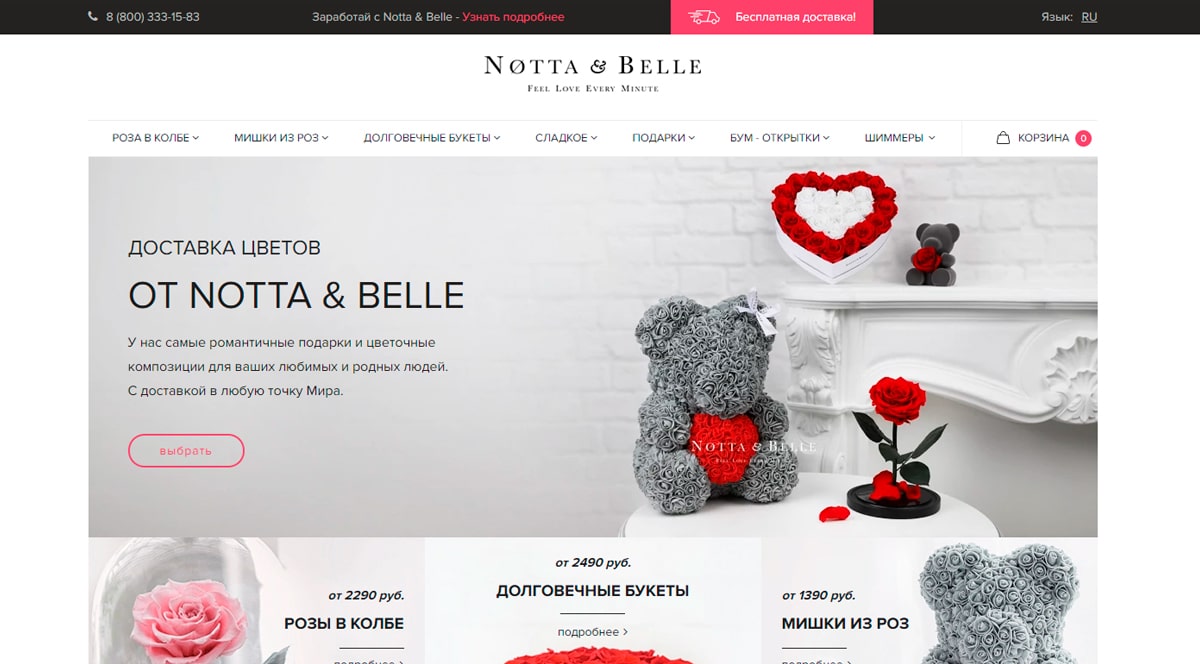 8 (800) 333-15-83
Заработай с Notta & Belle - Узнать подробнее
Бесплатная доставка!
Язык: RU
NØTTA & BELLE
FEEL LOVE EVERY MINUTE
РОЗА В КОЛБЕ
МИШКИ ИЗ РОЗ
ДОЛГОВЕЧНЫЕ БУКЕТЫ
СЛАДКОЕ
ПОДАРКИ
БУМ - ОТКРЫТКИ
ШИММЕРЫ
КОРЗИНА 0
ДОСТАВКА ЦВЕТОВ
ОТ NOTTA & BELLE
У нас самые романтичные подарки и цветочные
композиции для ваших любимых и родных людей.
С доставкой в любую точку Мира.
выбрать
NØTTA & BELLE
от 2290 руб.
РОЗЫ В КОЛБЕ
подробнее >
от 2490 руб.
ДОЛГОВЕЧНЫЕ БУКЕТЫ
подробнее >
от 1390 руб.
МИШКИ ИЗ РОЗ
подробнее >